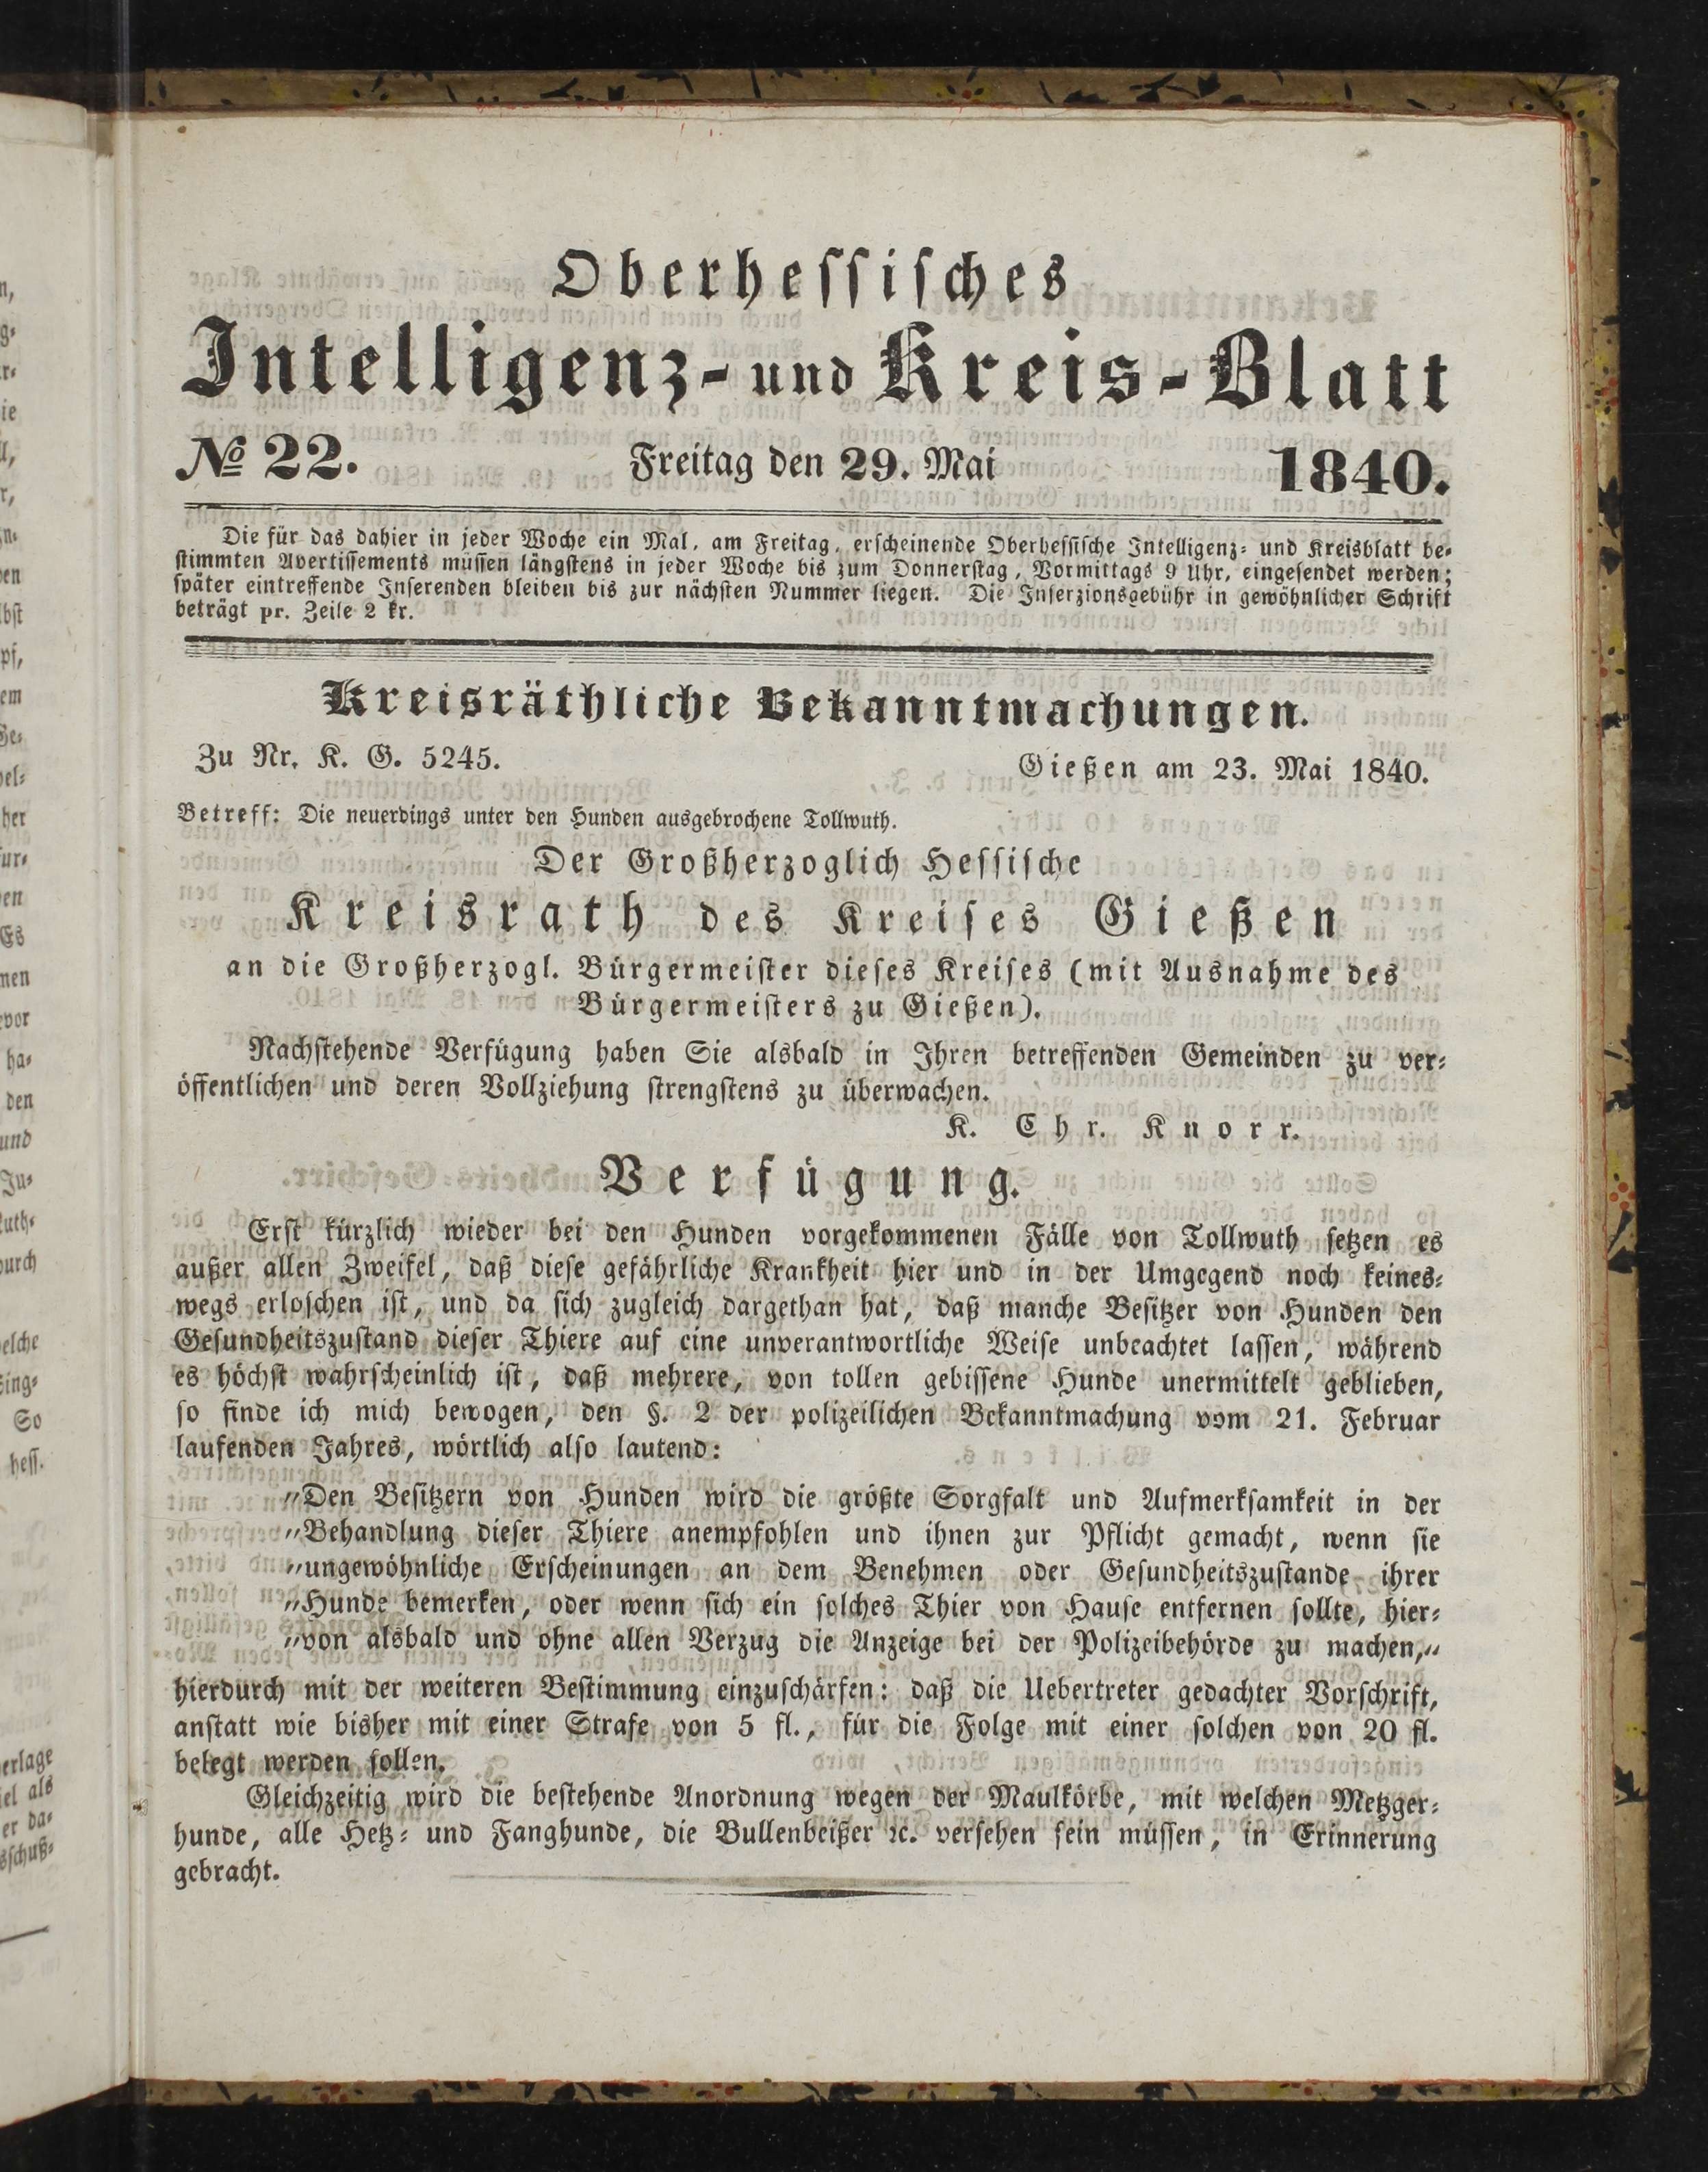 Oberhessisches
Intelligenz- und Kreis-Blatt
№ 22. Freitag den 29. Mai 1840.
Die für das dahier in jeder Woche ein Mal, am Freitag, erscheinende Oberhessische Intelligenz- und Kreisblatt be-
stimmten Avertissements müssen längstens in jeder Woche bis zum Donnerstag, Vormittags 9 Uhr, eingesendet werden;
später eintreffende Inserenden bleiben bis zur nächsten Nummer liegen. Die Inserzionsgebühr in gewöhnlicher Schrift
beträgt pr. Zeile 2 kr.
Kreisräthliche Bekanntmachungen.
Zu Nr. K. G. 5245. Gießen am 23. Mai 1840.
Betreff: Die neuerdings unter den Hunden ausgebrochene Tollwuth.
Der Großherzoglich Hessische
Kreisrath des Kreises Gießen
an die Großherzogl. Bürgermeister dieses Kreises (mit Ausnahme des
Bürgermeisters zu Gießen).
Nachstehende Verfügung haben Sie alsbald in Ihren betreffenden Gemeinden zu ver-
öffentlichen und deren Vollziehung strengstens zu überwachen.
K. Chr. Knorr.
Verfügung.
Erst kürzlich wieder bei den Hunden vorgekommenen Fälle von Tollwuth setzen es
außer allen Zweifel, daß diese gefährliche Krankheit hier und in der Umgegend noch keines-
wegs erloschen ist, und da sich zugleich dargethan hat, daß manche Besitzer von Hunden den
Gesundheitszustand dieser Thiere auf eine unverantwortliche Weise unbeachtet lassen, während
es höchst wahrscheinlich ist, daß mehrere, von tollen gebissene Hunde unermittelt geblieben,
so finde ich mich bewogen, den §. 2 der polizeilichen Bekanntmachung vom 21. Februar
laufenden Jahres, wörtlich also lautend:
„Den Besitzern von Hunden wird die größte Sorgfalt und Aufmerksamkeit in der
„Behandlung dieser Thiere anempfohlen und ihnen zur Pflicht gemacht, wenn sie
„ungewöhnliche Erscheinungen an dem Benehmen oder Gesundheitszustande ihrer
„Hunde bemerken, oder wenn sich ein solches Thier von Hause entfernen sollte, hier-
„von alsbald und ohne allen Verzug die Anzeige bei der Polizeibehörde zu machen,„
hierdurch mit der weiteren Bestimmung einzuschärfen: daß die Uebertreter gedachter Vorschrift,
anstatt wie bisher mit einer Strafe von 5 fl., für die Folge mit einer solchen von 20 fl.
belegt werden sollen.
Gleichzeitig wird die bestehende Anordnung wegen der Maulkörbe, mit welchen Metzger-
hunde, alle Hetz- und Fanghunde, die Bullenbeißer ꝛc. versehen sein müssen, in Erinnerung
gebracht.